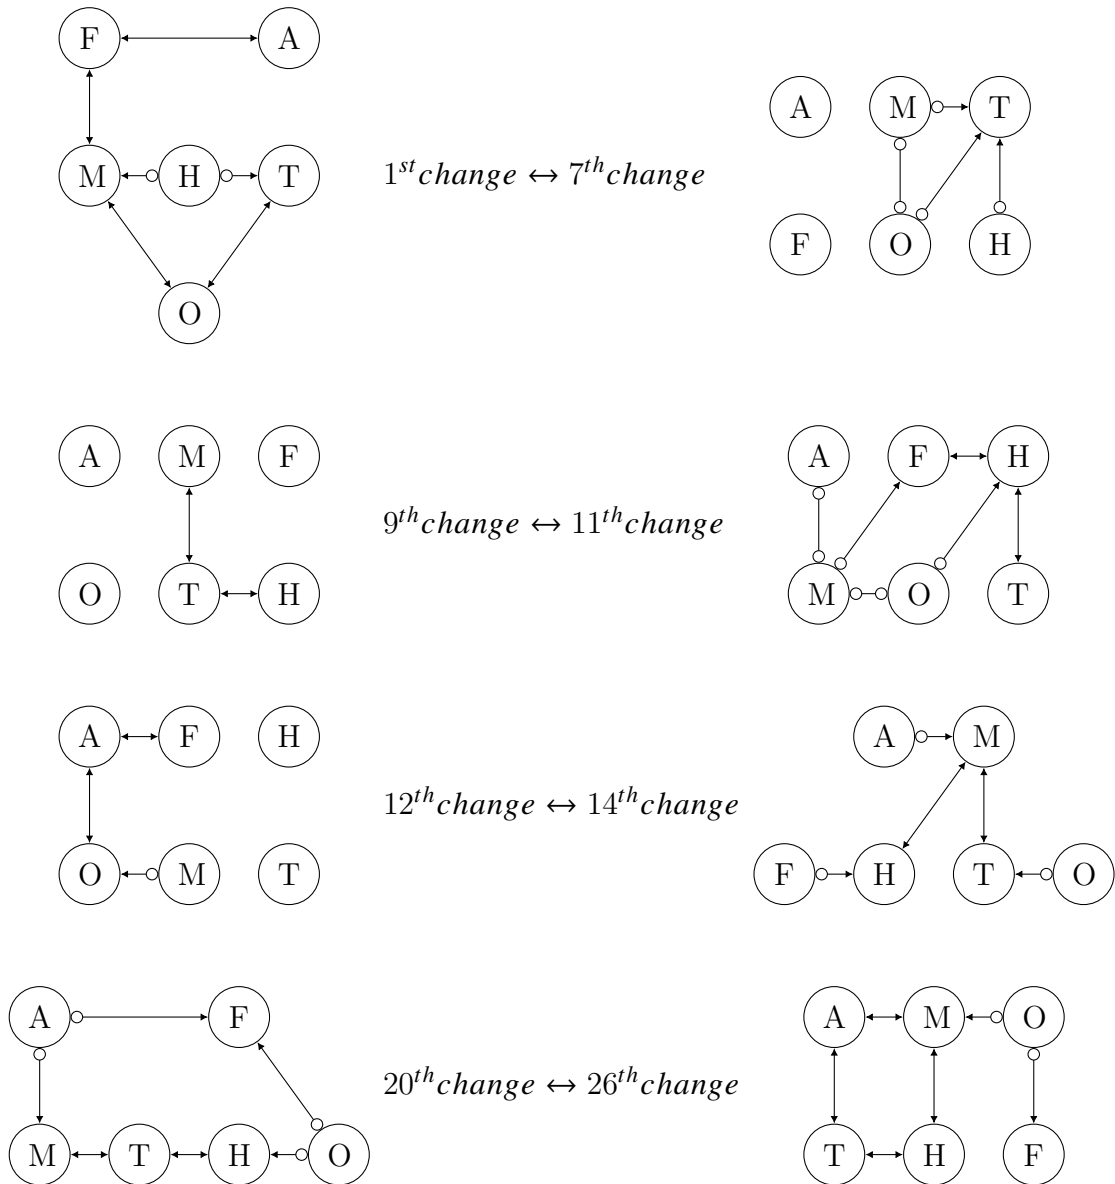 F A
M H T
O
1st change ↔ 7th change
A M T
F O H
A M F
O T H
9th change ↔ 11th change
A F H
M O T
A F H
O M T
12th change ↔ 14th change
A M
F H T O
A F
M T H O
20th change ↔ 26th change
A M O
T H F